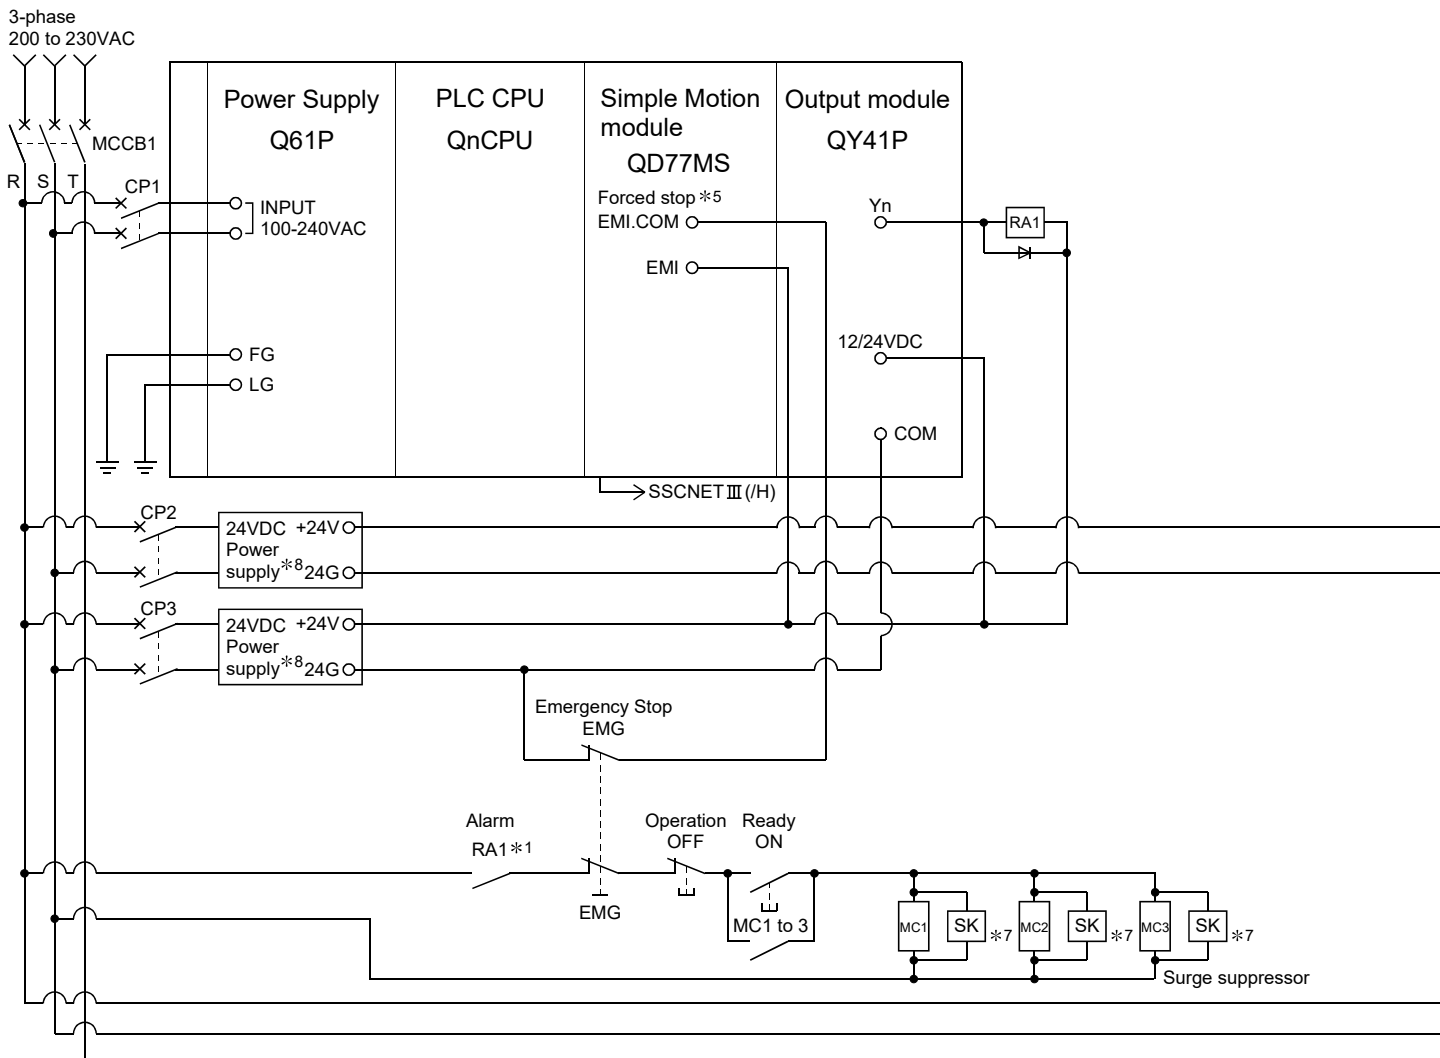 3-phase
200 to 230VAC
MCCB1
R S T
CP1
Power Supply
Q61P
INPUT
100-240VAC
FG
LG
PLC CPU
QnCPU
Simple Motion
module
QD77MS
Forced stop *5
EMI.COM
EMI
Output module
QY41P
Yn
12/24VDC
COM
RA1
SSCNETⅢ(/H)
CP2
24VDC +24V
Power
supply*8 24G
CP3
24VDC +24V
Power
supply*8 24G
Emergency Stop
EMG
Alarm
RA1*1
EMG
Operation
OFF
Ready
ON
MC1 to 3
MC1
SK
*7
MC2
SK
*7
MC3
SK
*7
Surge suppressor